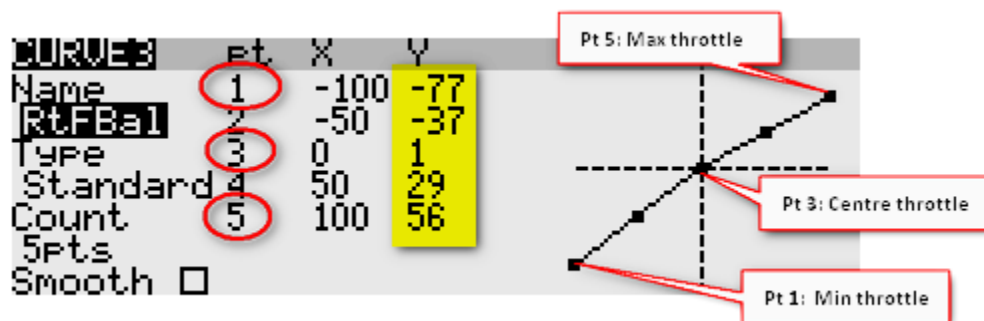 Pt 5: Max throttle
CURVE3 pt X Y
Name 1 -100 -77
RtFBal 2 -50 -37
Type 3 0 1
Standard 4 50 29
Count 5 100 56
5pts
Smooth
Pt 3: Centre throttle
Pt 1: Min throttle